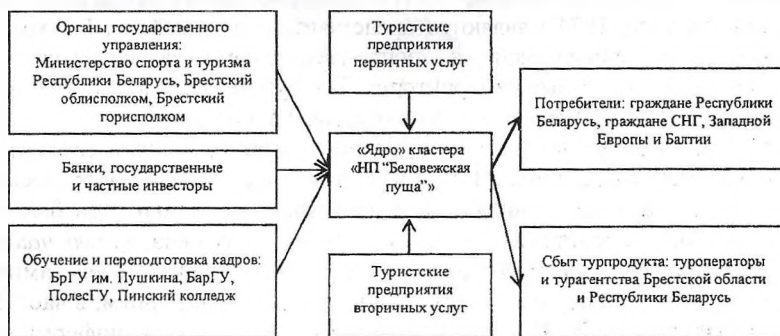 Органы государственного
управления:
Министерство спорта и туризма
Республики Беларусь, Брестский
облисполком, Брестский
горисполком
Банки, государственные
и частные инвесторы
Обучение и переподготовка кадров:
БрГУ им. Пушкина, БарГУ,
ПолесГУ, Пинский колледж
Туристские
предприятия
первичных услуг
«Ядро» кластера
«НП "Беловежская
пуща"»
Туристские
предприятия
вторичных услуг
Потребители: граждане Республики
Беларусь, граждане СНГ, Западной
Европы и Балтии
Сбыт турпродукта: туроператоры
и турагентства Брестской области
и Республики Беларусь